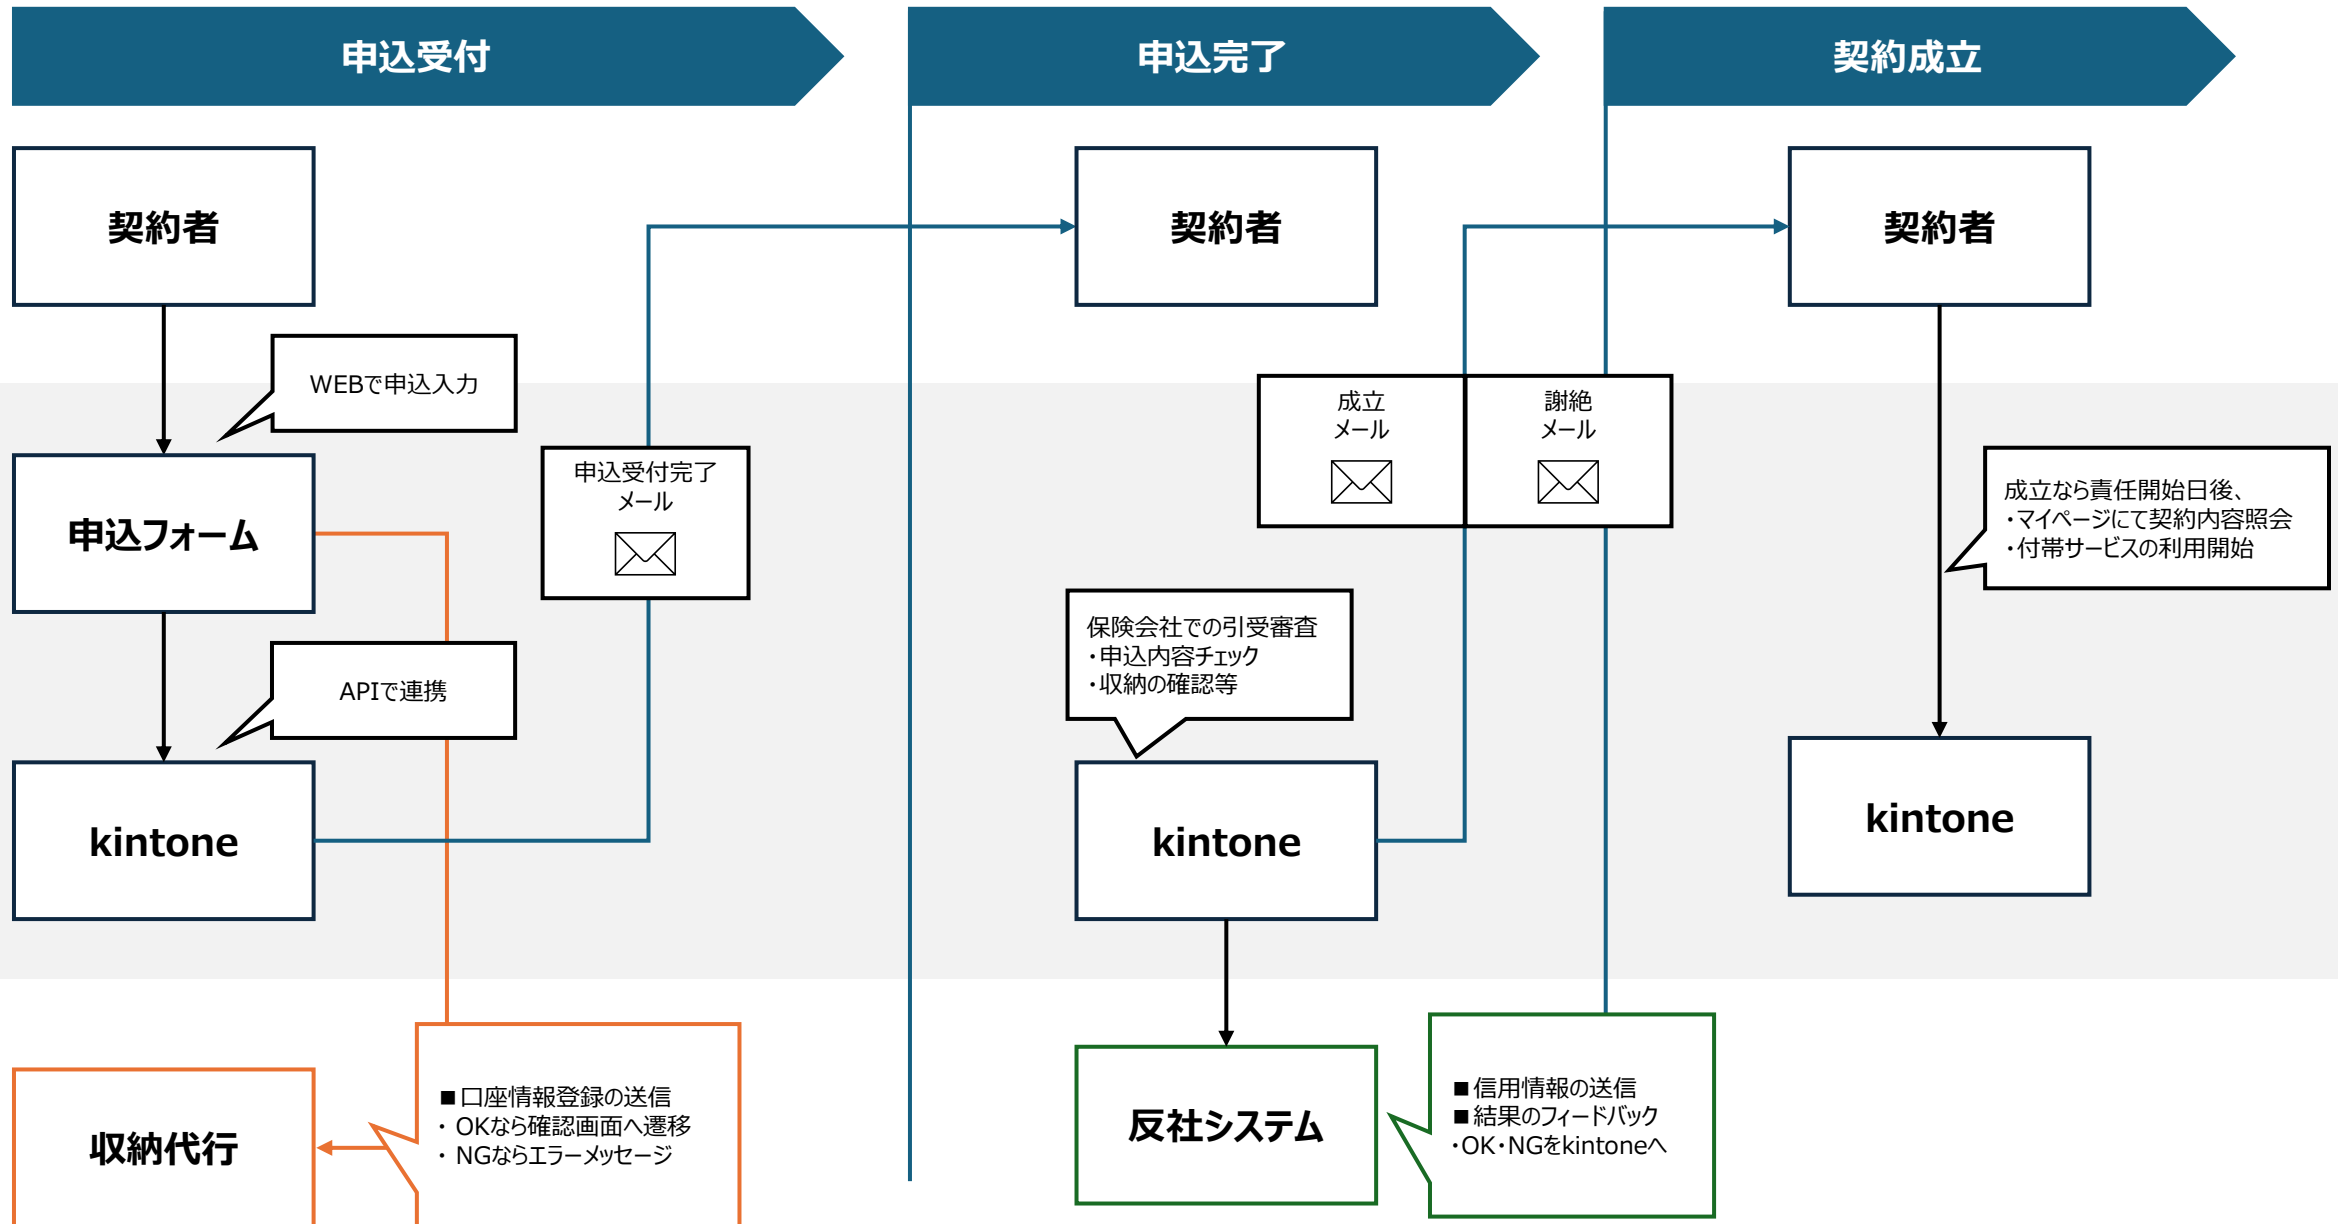 申込受付
申込完了
契約成立
契約者
契約者
契約者
WEBで申込入力
成立
メール
謝絶
メール
申込フォーム
申込受付完了
メール
成立なら責任開始日後、
・マイページにて契約内容照会
・付帯サービスの利用開始
APIで連携
保険会社での引受審査
・申込内容チェック
・収納の確認等
kintone
kintone
kintone
収納代行
■口座情報登録の送信
・ OKなら確認画面へ遷移
・ NGならエラーメッセージ
反社システム
■信用情報の送信
■結果のフィードバック
・OK・NGをkintoneへ